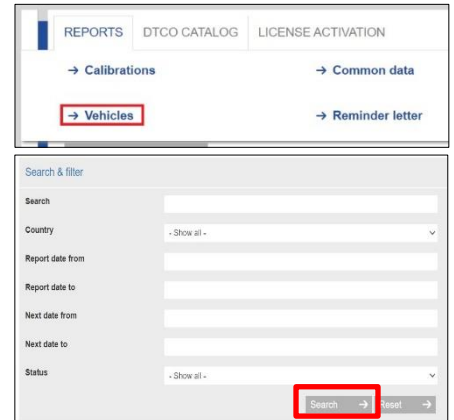 REPORTS DTCO CATALOG LICENSE ACTIVATION
→ Calibrations → Common data
→ Vehicles → Reminder letter
Search & filter
Search
Country - Show all -
Report date from
Report date to
Next date from
Next date to
Status - Show all -
Search → Reset →